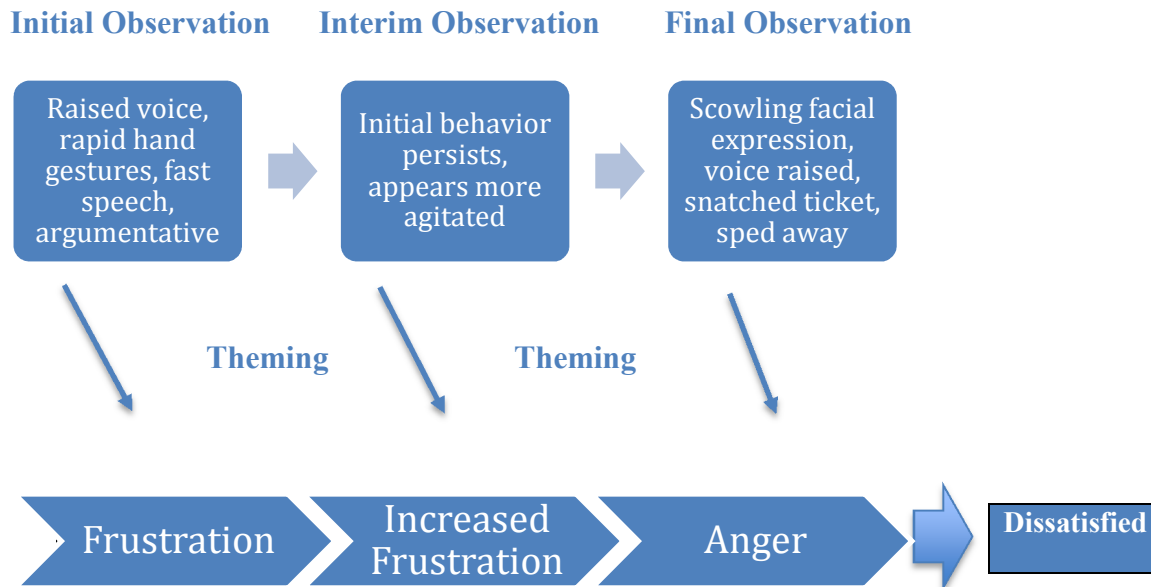 Initial Observation
Interim Observation
Final Observation
Raised voice,
rapid hand
gestures, fast
speech,
argumentative
Initial behavior
persists,
appears more
agitated
Scowling facial
expression,
voice raised,
snatched ticket,
sped away
Theming
Theming
Frustration
Increased
Frustration
Anger
Dissatisfied